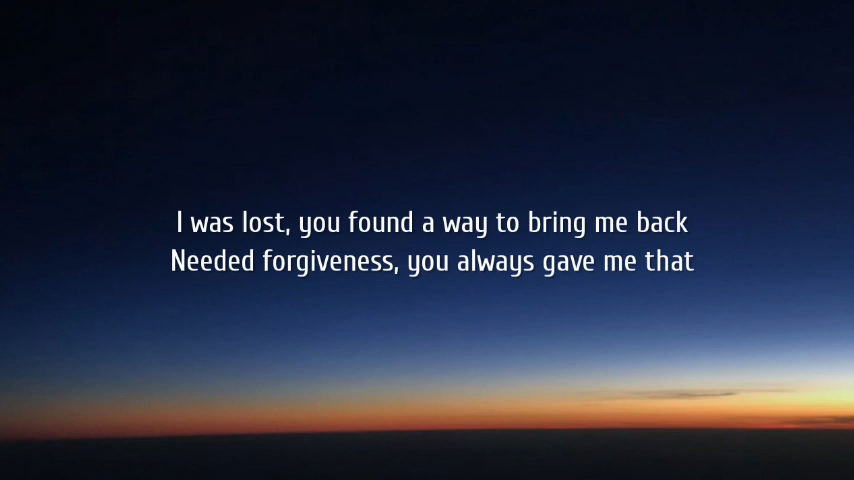 I was lost, you found a way to bring me back
Needed forgiveness, you always gave me that